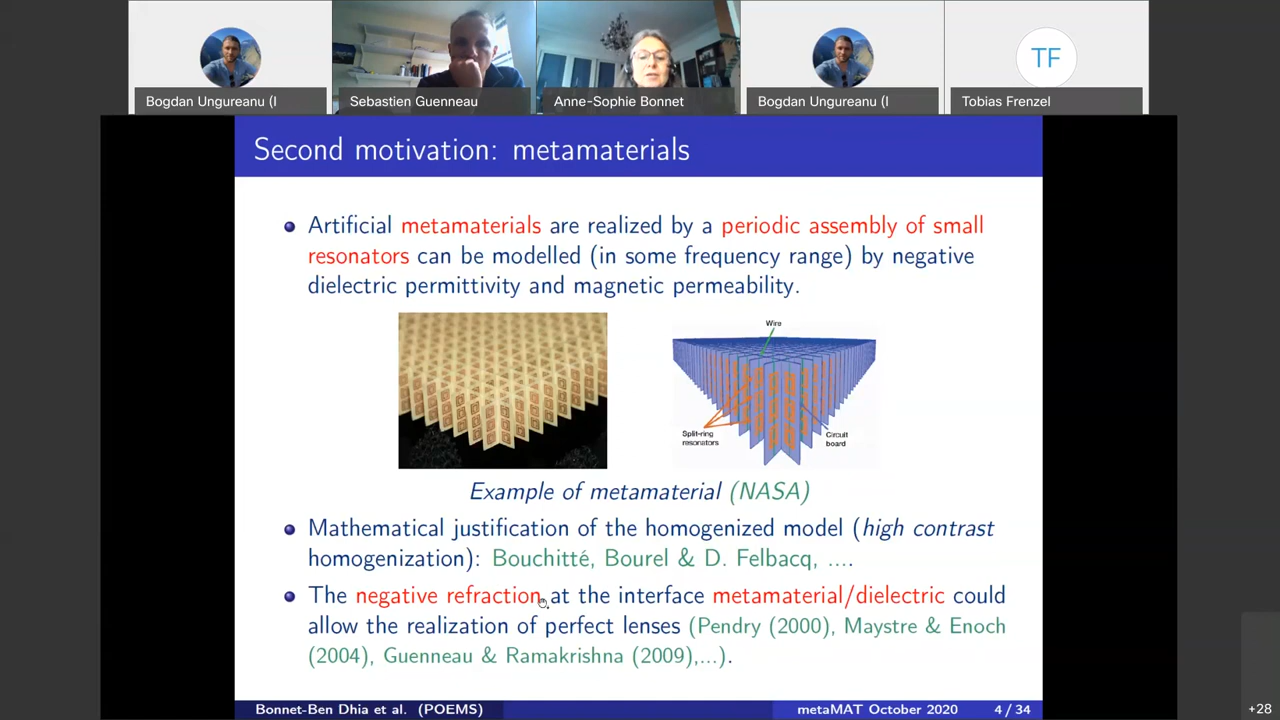 TF
Bogdan Ungureanu (I
Sebastien Guenneau
Anne-Sophie Bonnet
Bogdan Ungureanu (I
Tobias Frenzel
Second motivation: metamaterials
Artificial metamaterials are realized by a periodic assembly of small
resonators can be modelled (in some frequency range) by negative
dielectric permittivity and magnetic permeability.
Wire
Split-ring
resonators
Circuit
board
Example of metamaterial (NASA)
Mathematical justification of the homogenized model (high contrast
homogenization): Bouchitté, Bourel & D. Felbacq, ....
The negative refraction at the interface metamaterial/dielectric could
allow the realization of perfect lenses (Pendry (2000), Maystre & Enoch
(2004), Guenneau & Ramakrishna (2009),...).
Bonnet-Ben Dhia et al. (POEMS)
metaMAT October 2020
4 / 34
+28